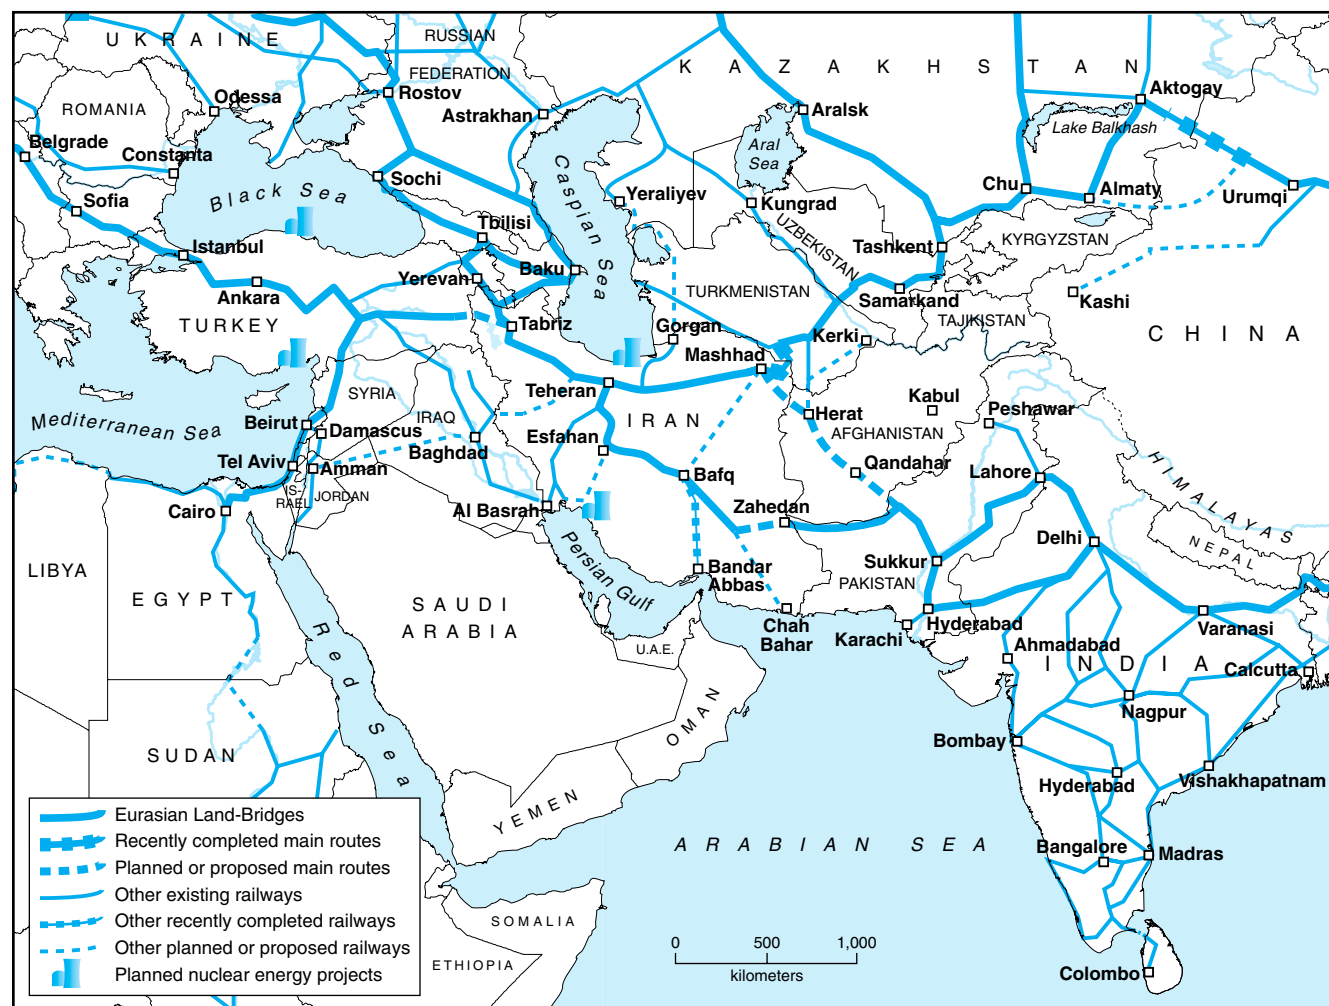 UKRAINE
RUSSIAN
FEDERATION
KAZAKHSTAN
ROMANIA
Odessa
Rostov
Astrakhan
Aralsk
Aktogay
Lake Balkhash
Belgrade
Constanta
Caspian Sea
Aral
Sea
Sochi
Yeraliyev
Kungrad
Chu
Almaty
Urumqi
Black Sea
Sofia
Tbilisi
UZBEKISTAN
Tashkent
KYRGYZSTAN
Istanbul
Baku
Yerevan
Ankara
TURKMENISTAN
Samarkand
Kashi
TURKEY
Tabriz
Gorgan
Kerki
TAJIKISTAN
CHINA
Mashhad
Teheran
SYRIA
Kabul
Mediterranean Sea
Beirut
Damascus
IRAQ
IRAN
Herat
Peshawar
AFGHANISTAN
Esfahan
Baghdad
Tel Aviv
Amman
Bafq
Qandahar
Lahore
HIMALAYAS
IS-
RAEL
JORDAN
Cairo
Al Basrah
Zahedan
Delhi
NEPAL
Persian Gulf
LIBYA
EGYPT
SAUDI
ARABIA
Bandar
Abbas
Sukkur
PAKISTAN
Chah
Bahar
Karachi
Hyderabad
Varanasi
Red Sea
U.A.E.
Ahmadabad
INDIA
Calcutta
OMAN
Nagpur
SUDAN
Bombay
Hyderabad
Vishakhapatnam
YEMEN
ARABIAN SEA
Bangalore
Madras
Eurasian Land-Bridges
Recently completed main routes
Planned or proposed main routes
Other existing railways
Other recently completed railways
Other planned or proposed railways
Planned nuclear energy projects
SOMALIA
ETHIOPIA
0 500 1,000
kilometers
Colombo